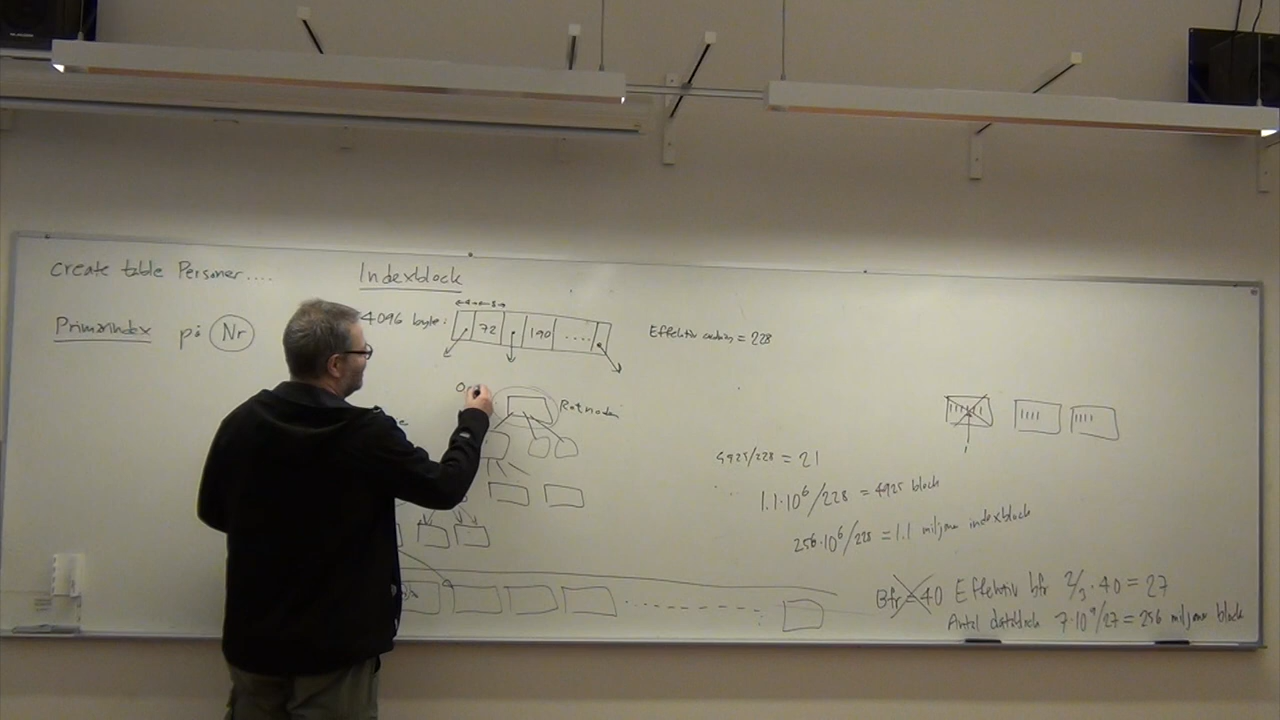 create table Personer....
Primärindex på Nr
Indexblock
4 8
4096 byte:
72
190
....
Effektiv = 228
Rotnoden
4925/228 = 21
1.1·10⁶/228 = 4925 block
256·10⁶/228 = 1.1 miljoner indexblock
Bfr=40 Effektiv bfr 2/3 · 40 = 27
Antal datablock 7·10⁹/27 = 256 miljoner block